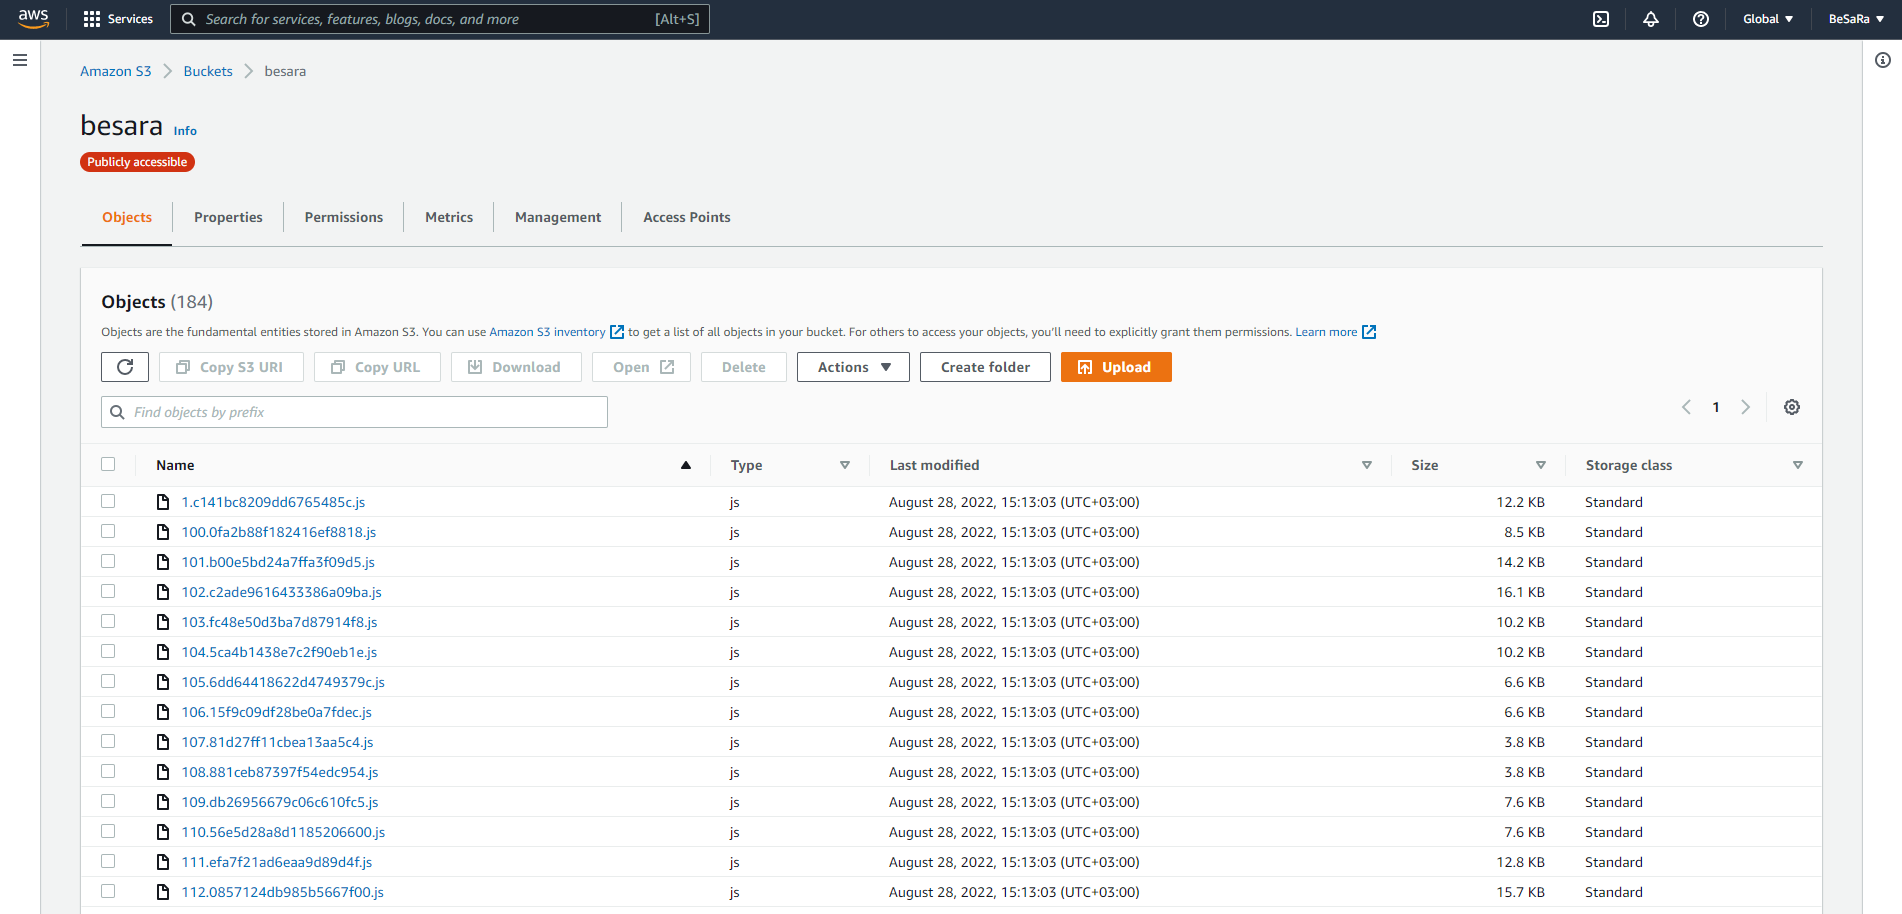 aws Services Search for services, features, blogs, docs, and more [Alt+S] Global BeSaRa
Amazon S3 Buckets besara
besara Info
Publicly accessible
Objects Properties Permissions Metrics Management Access Points
Objects (184)
Objects are the fundamental entities stored in Amazon S3. You can use Amazon S3 inventory to get a list of all objects in your bucket. For others to access your objects, you'll need to explicitly grant them permissions. Learn more
Copy S3 URI Copy URL Download Open Delete Actions Create folder Upload
Find objects by prefix 1
Name Type Last modified Size Storage class
1.c141bc8209dd6765485c.js js August 28, 2022, 15:13:03 (UTC+03:00) 12.2 KB Standard
100.0fa2b88f182416ef8818.js js August 28, 2022, 15:13:03 (UTC+03:00) 8.5 KB Standard
101.b00e5bd24a7ffa3f09d5.js js August 28, 2022, 15:13:03 (UTC+03:00) 14.2 KB Standard
102.c2ade9616433386a09ba.js js August 28, 2022, 15:13:03 (UTC+03:00) 16.1 KB Standard
103.fc48e50d3ba7d87914f8.js js August 28, 2022, 15:13:03 (UTC+03:00) 10.2 KB Standard
104.5ca4b1438e7c2f90eb1e.js js August 28, 2022, 15:13:03 (UTC+03:00) 10.2 KB Standard
105.6dd64418622d4749379c.js js August 28, 2022, 15:13:03 (UTC+03:00) 6.6 KB Standard
106.15f9c09df28be0a7fdec.js js August 28, 2022, 15:13:03 (UTC+03:00) 6.6 KB Standard
107.81d27ff11cbea13aa5c4.js js August 28, 2022, 15:13:03 (UTC+03:00) 3.8 KB Standard
108.881ceb87397f54edc954.js js August 28, 2022, 15:13:03 (UTC+03:00) 3.8 KB Standard
109.db26956679c06c610fc5.js js August 28, 2022, 15:13:03 (UTC+03:00) 7.6 KB Standard
110.56e5d28a8d1185206600.js js August 28, 2022, 15:13:03 (UTC+03:00) 7.6 KB Standard
111.efa7f21ad6eaa9d89d4f.js js August 28, 2022, 15:13:03 (UTC+03:00) 12.8 KB Standard
112.0857124db985b5667f00.js js August 28, 2022, 15:13:03 (UTC+03:00) 15.7 KB Standard